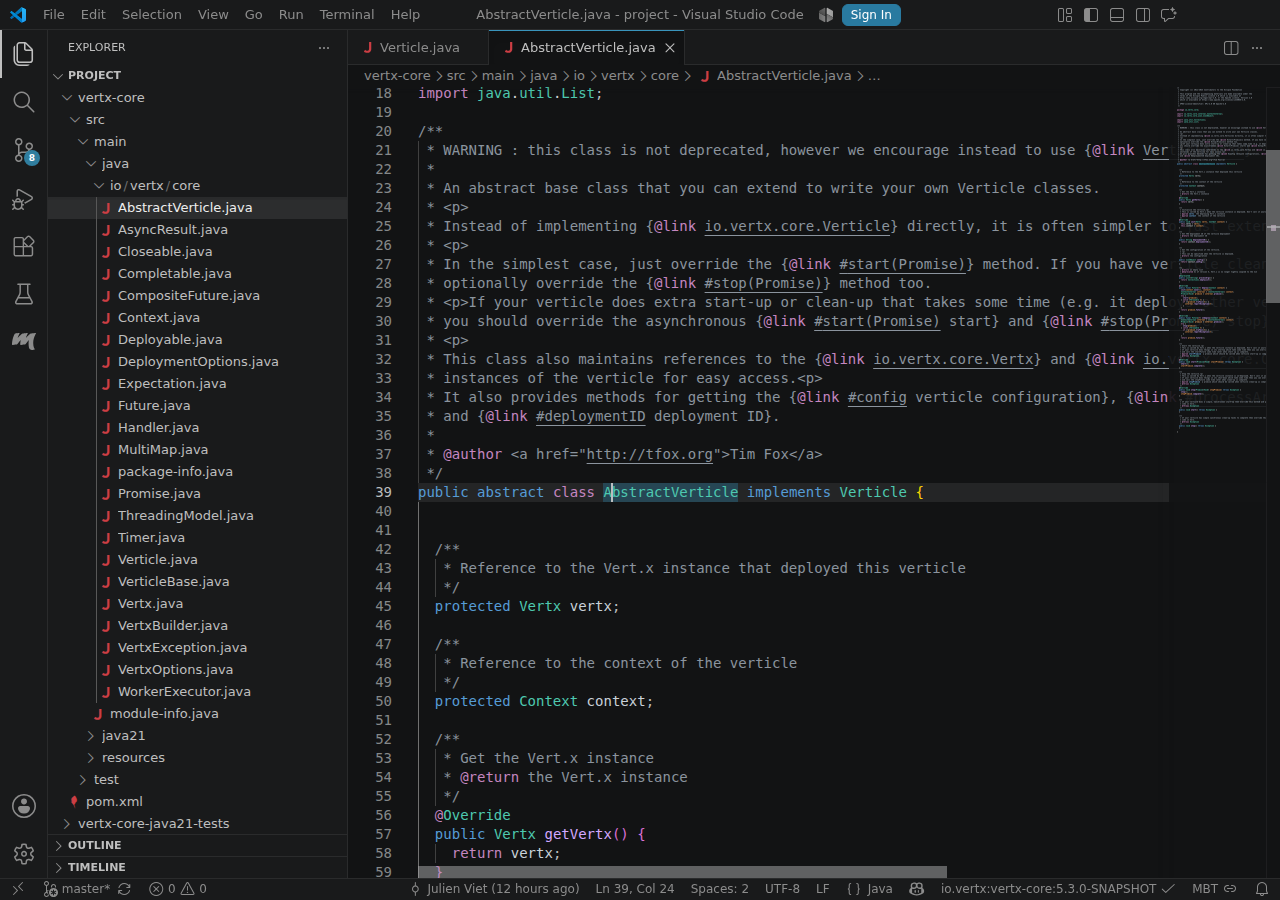 File Edit Selection View Go Run Terminal Help AbstractVerticle.java - project - Visual Studio Code Sign In
EXPLORER
PROJECT
vertx-core
src
main
java
io / vertx / core
AbstractVerticle.java
AsyncResult.java
Closeable.java
Completable.java
CompositeFuture.java
Context.java
Deployable.java
DeploymentOptions.java
Expectation.java
Future.java
Handler.java
MultiMap.java
package-info.java
Promise.java
ThreadingModel.java
Timer.java
Verticle.java
VerticleBase.java
Vertx.java
VertxBuilder.java
VertxException.java
VertxOptions.java
WorkerExecutor.java
module-info.java
java21
resources
test
pom.xml
vertx-core-java21-tests
OUTLINE
TIMELINE
8
Verticle.java AbstractVerticle.java
vertx-core > src > main > java > io > vertx > core > AbstractVerticle.java > ...
18 import java.util.List;
19
20 /**
21 * WARNING : this class is not deprecated, however we encourage instead to use {@link Vert
22 *
23 * An abstract base class that you can extend to write your own Verticle classes.
24 * <p>
25 * Instead of implementing {@link io.vertx.core.Verticle} directly, it is often simpler to just exten
26 * <p>
27 * In the simplest case, just override the {@link #start(Promise)} method. If you have verticle clean
28 * optionally override the {@link #stop(Promise)} method too.
29 * <p>If your verticle does extra start-up or clean-up that takes some time (e.g. it deploys other ve
30 * you should override the asynchronous {@link #start(Promise) start} and {@link #stop(Promise) stop}
31 * <p>
32 * This class also maintains references to the {@link io.vertx.core.Vertx} and {@link io.vertx.core.C
33 * instances of the verticle for easy access.<p>
34 * It also provides methods for getting the {@link #config verticle configuration}, {@link #processAr
35 * and {@link #deploymentID deployment ID}.
36 *
37 * @author <a href="http://tfox.org">Tim Fox</a>
38 */
39 public abstract class AbstractVerticle implements Verticle {
40
41
42 /**
43 * Reference to the Vert.x instance that deployed this verticle
44 */
45 protected Vertx vertx;
46
47 /**
48 * Reference to the context of the verticle
49 */
50 protected Context context;
51
52 /**
53 * Get the Vert.x instance
54 * @return the Vert.x instance
55 */
56 @Override
57 public Vertx getVertx() {
58 return vertx;
59 }
master* 0 0 Julien Viet (12 hours ago) Ln 39, Col 24 Spaces: 2 UTF-8 LF { } Java io.vertx:vertx-core:5.3.0-SNAPSHOT MBT